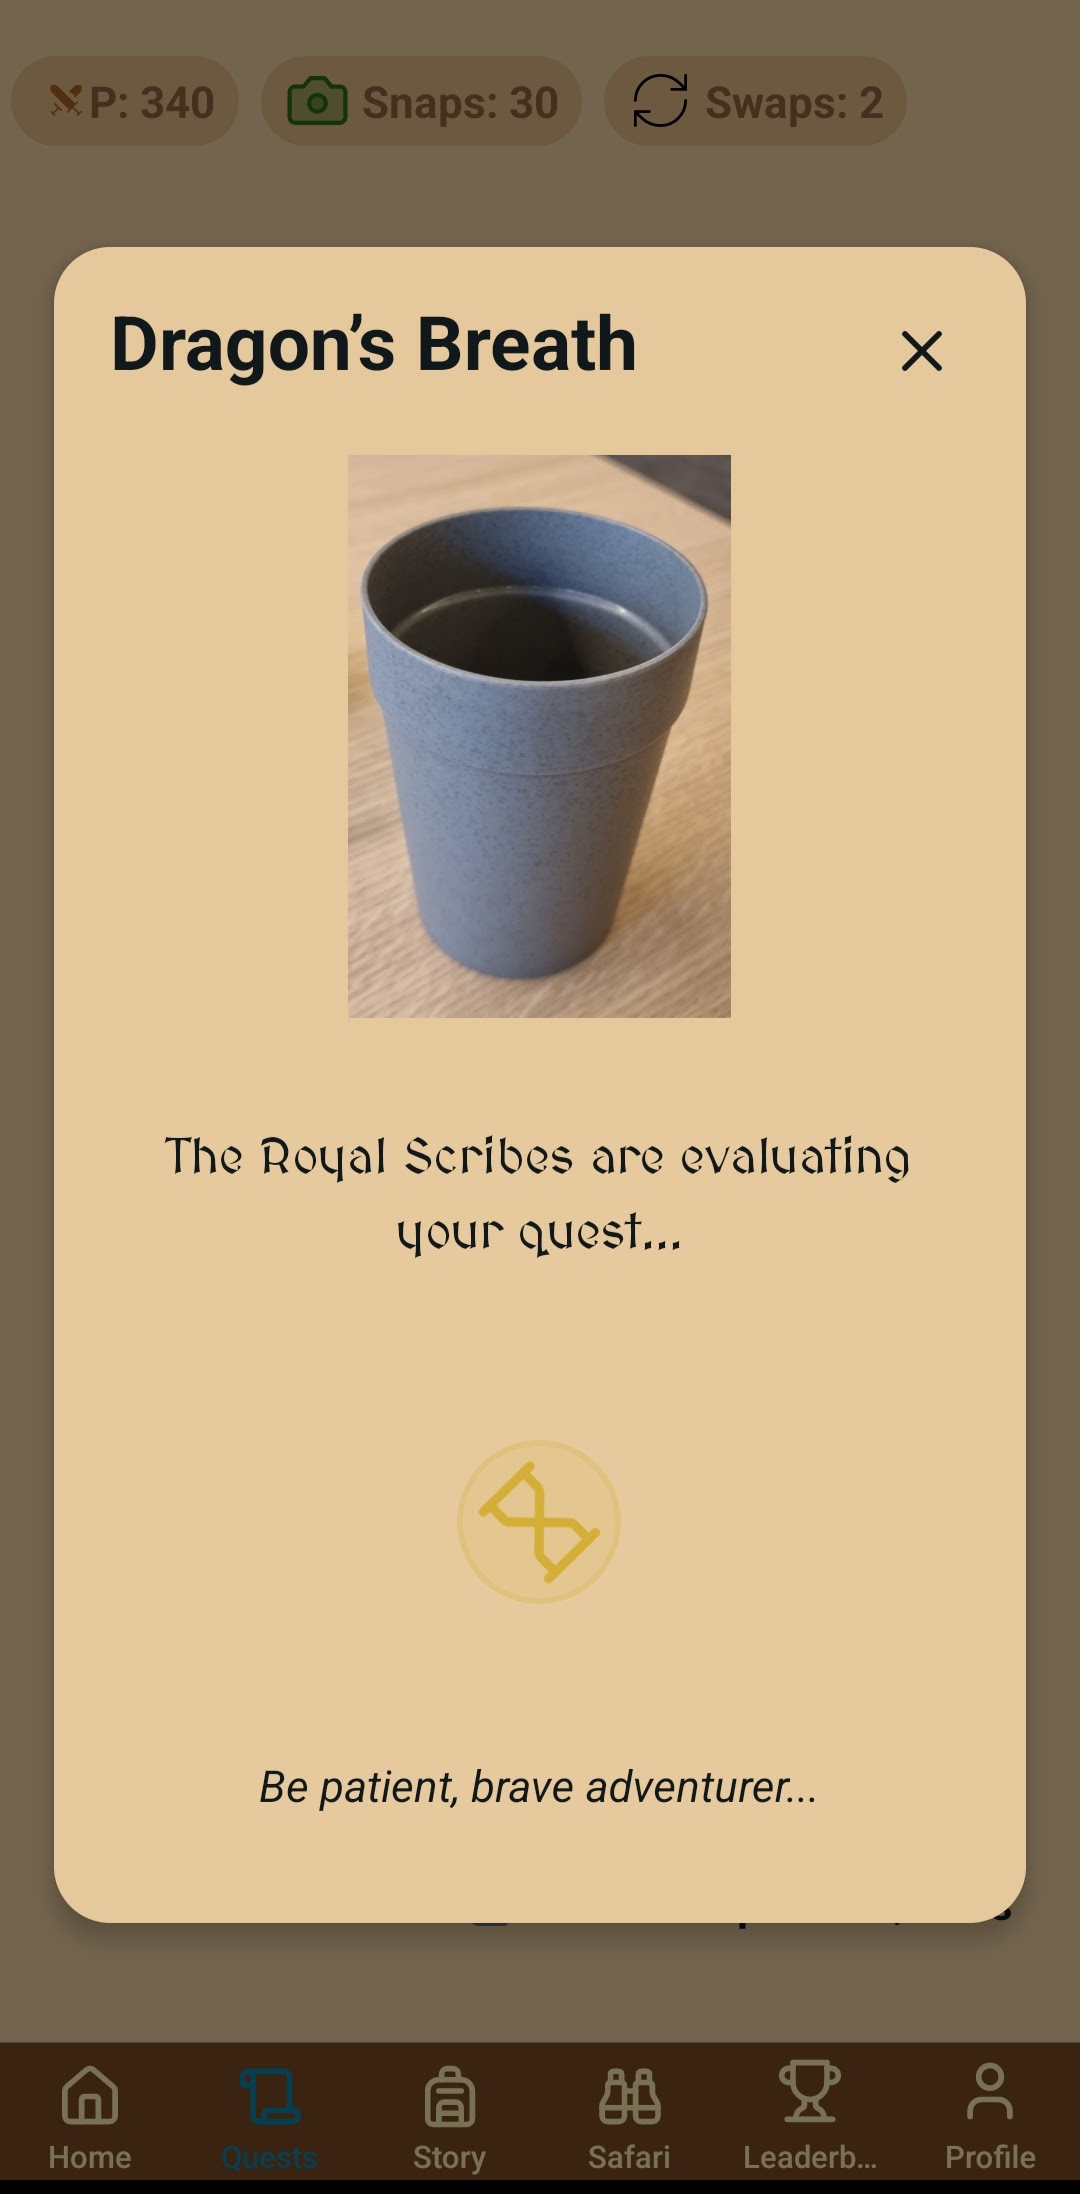 P: 340
Snaps: 30
Swaps: 2
Dragon’s Breath
The Royal Scribes are evaluating
your quest...
Be patient, brave adventurer...
Home
Quests
Story
Safari
Leaderb...
Profile